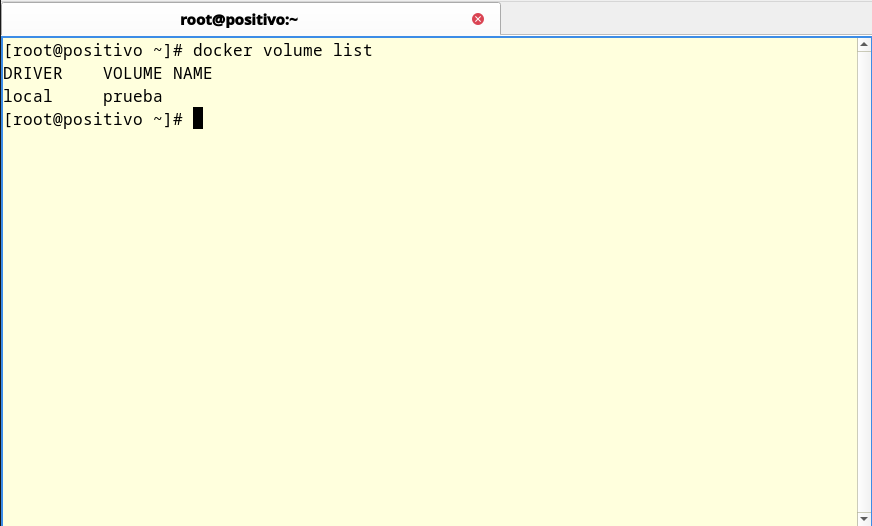 root@positivo:~
[root@positivo ~]# docker volume list
DRIVER    VOLUME NAME
local     prueba
[root@positivo ~]#